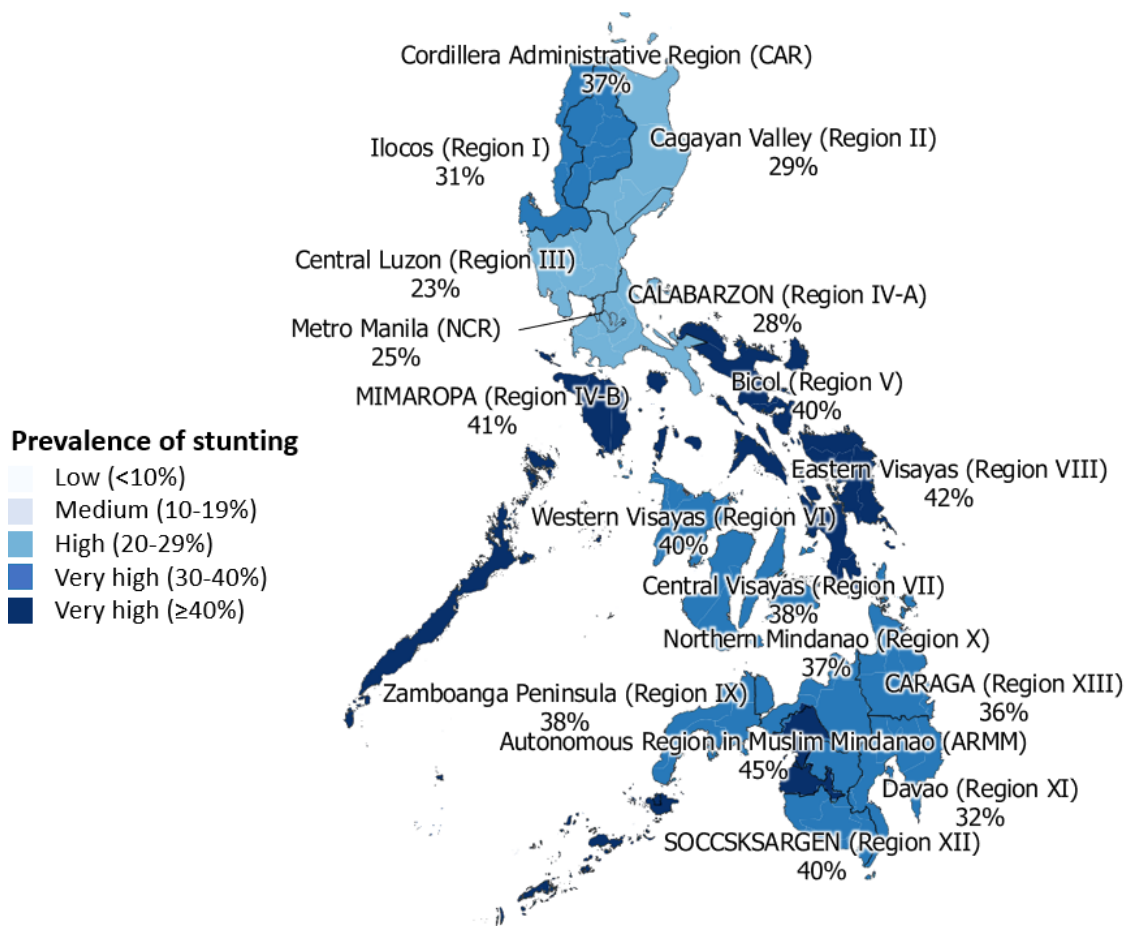 Cordillera Administrative Region (CAR)
37%
Ilocos (Region I)
31%
Cagayan Valley (Region II)
29%
Central Luzon (Region III)
23%
CALABARZON (Region IV-A)
28%
Metro Manila (NCR)
25%
Bicol (Region V)
40%
MIMAROPA (Region IV-B)
41%
Prevalence of stunting
Low (<10%)
Medium (10-19%)
High (20-29%)
Very high (30-40%)
Very high (≥40%)
Eastern Visayas (Region VIII)
42%
Western Visayas (Region VI)
40%
Central Visayas (Region VII)
38%
Northern Mindanao (Region X)
37%
CARAGA (Region XIII)
36%
Zamboanga Peninsula (Region IX)
38%
Autonomous Region in Muslim Mindanao (ARMM)
45%
Davao (Region XI)
32%
SOCCSKSARGEN (Region XII)
40%